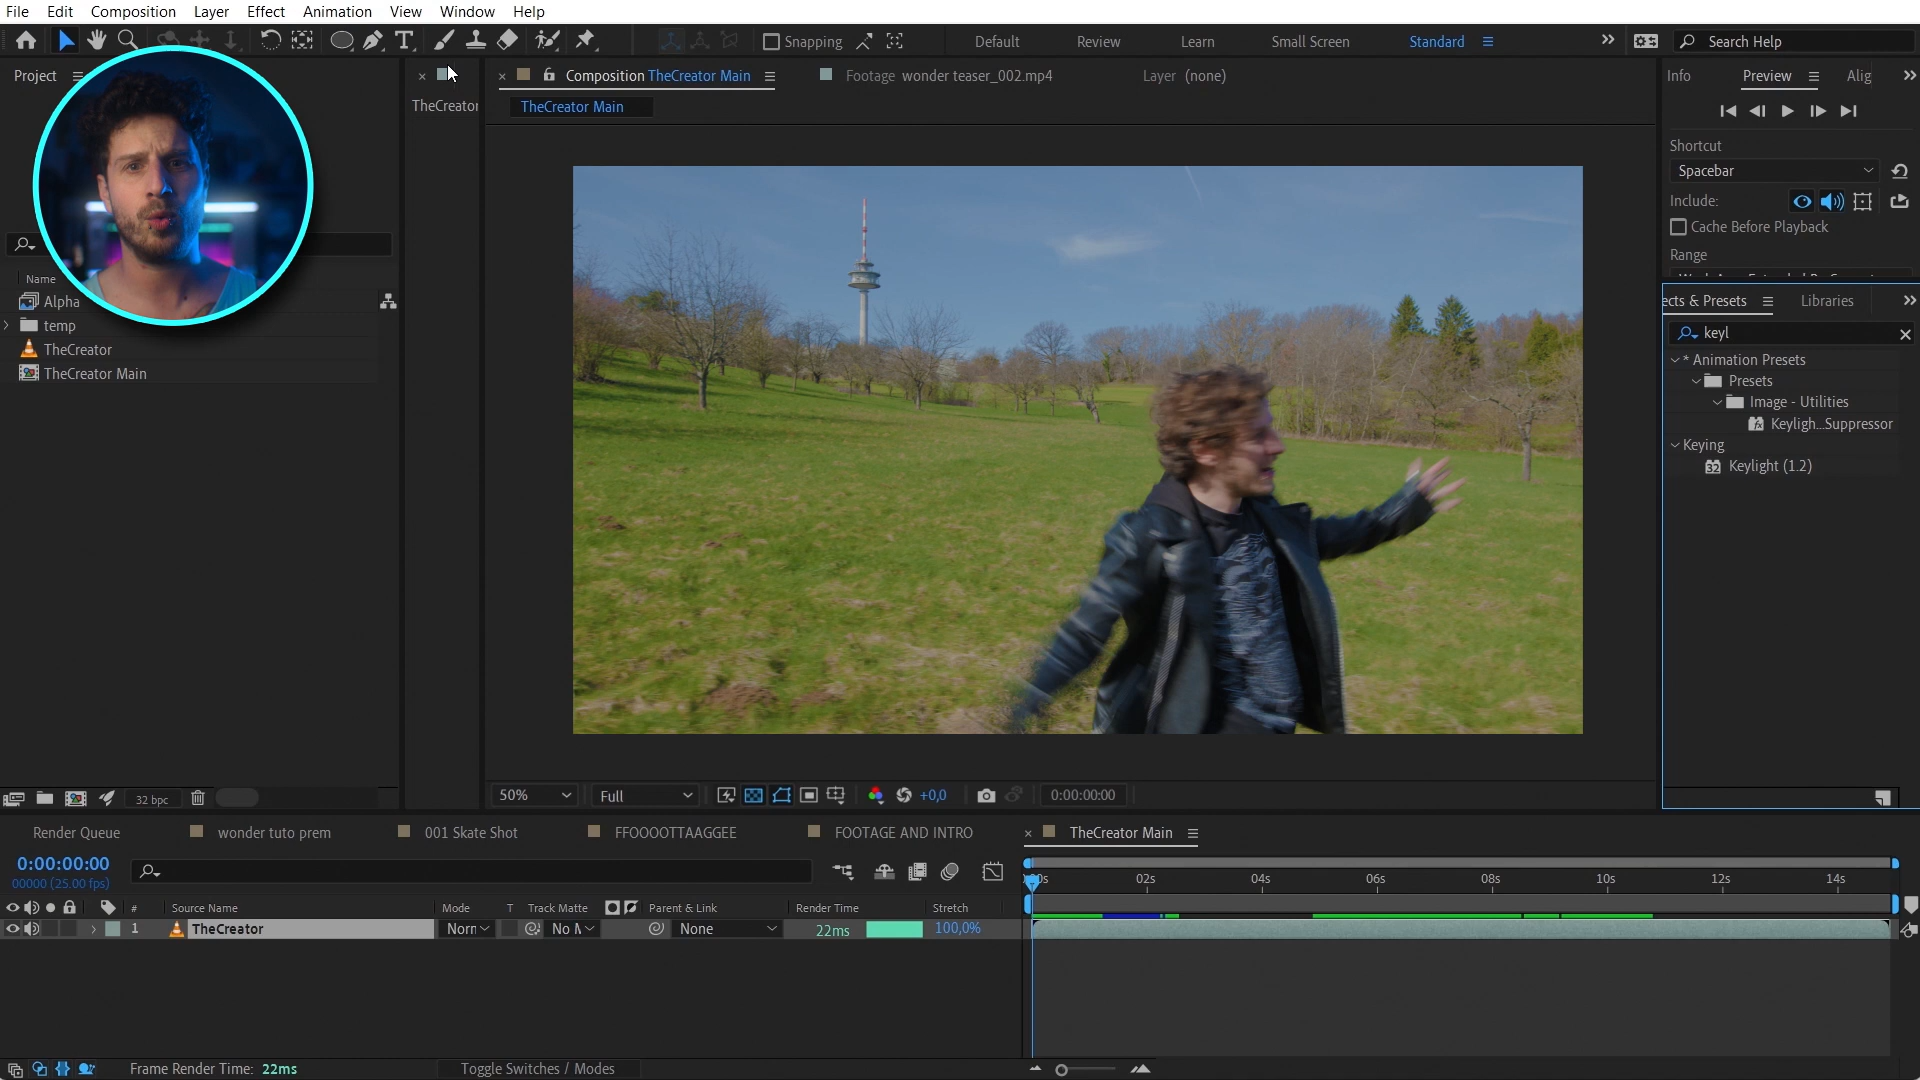 File Edit Composition Layer Effect Animation View Window Help
Snapping Default Review Learn Small Screen Standard Search Help
Project
TheCreator
Composition TheCreator Main Footage wonder teaser_002.mp4 Layer (none)
TheCreator Main
Info Preview Alig
Shortcut
Spacebar
Include:
Cache Before Playback
Range
ects & Presets Libraries
keyl
* Animation Presets
Presets
Image - Utilities
Keyligh...Suppressor
Keying
32 Keylight (1.2)
Name
Alpha
temp
TheCreator
TheCreator Main
32 bpc
50% Full +0,0 0:00:00:00
Render Queue wonder tuto prem 001 Skate Shot FFOOOOTTAAGGEE FOOTAGE AND INTRO TheCreator Main
0:00:00:00
00000 (25.00 fps)
02s 04s 06s 08s 10s 12s 14s
# Source Name Mode T Track Matte Parent & Link Render Time Stretch
1 TheCreator Norn None 22ms 100,0%
Frame Render Time: 22ms Toggle Switches / Modes